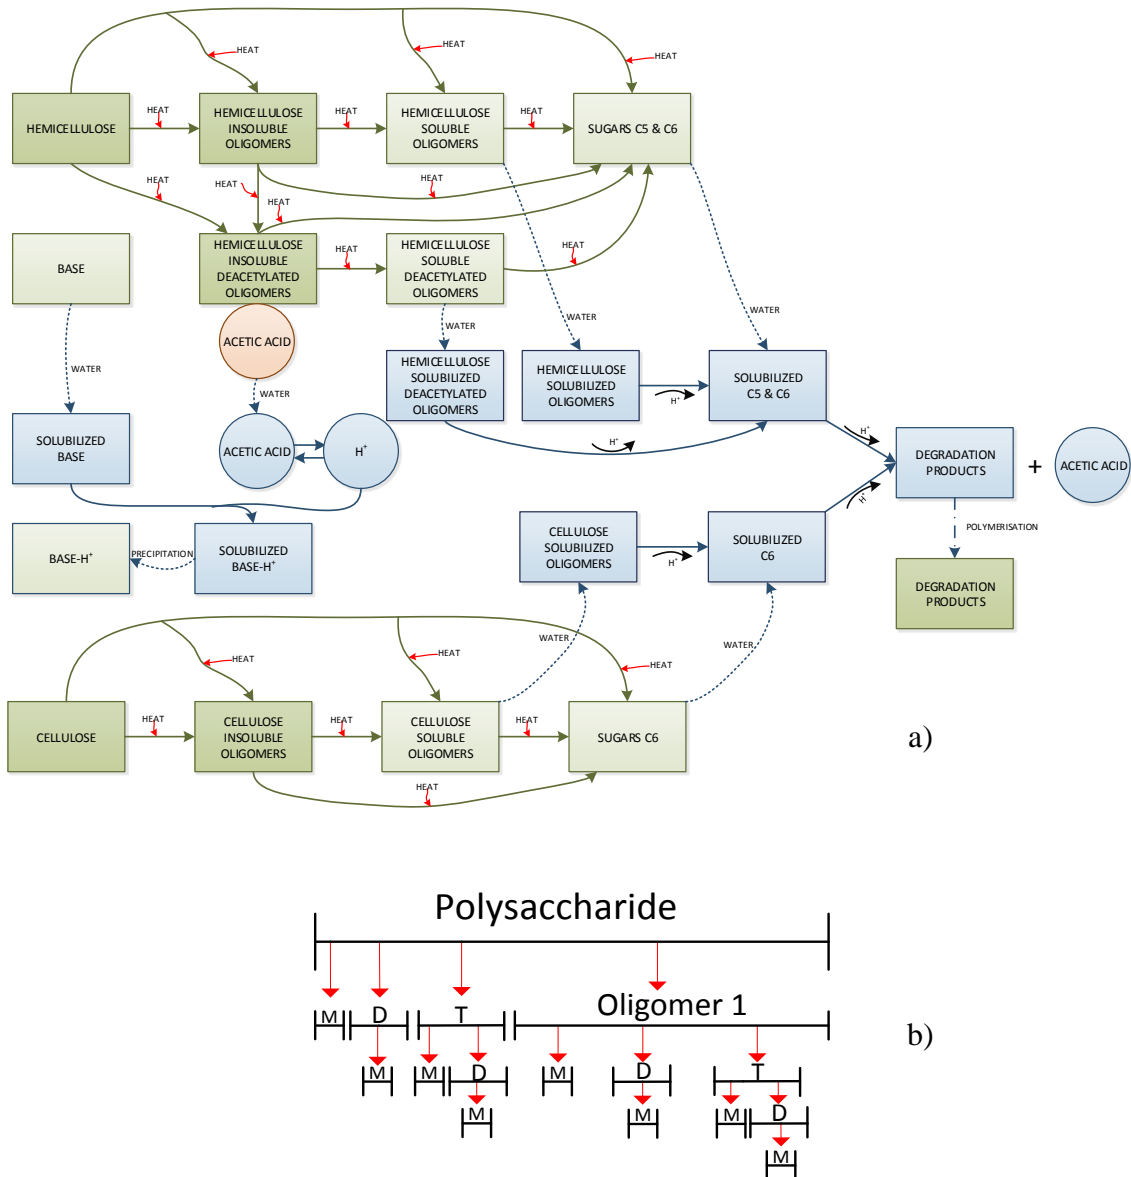 HEAT
HEAT
HEAT
HEMICELLULOSE
HEAT
HEMICELLULOSE
INSOLUBLE
OLIGOMERS
HEAT
HEMICELLULOSE
SOLUBLE
OLIGOMERS
HEAT
SUGARS C5 & C6
HEAT
HEAT
HEAT
HEAT
BASE
HEMICELLULOSE
INSOLUBLE
DEACETYLATED
OLIGOMERS
HEAT
HEMICELLULOSE
SOLUBLE
DEACETYLATED
OLIGOMERS
HEAT
WATER
WATER
WATER
ACETIC ACID
WATER
WATER
HEMICELLULOSE
SOLUBILIZED
DEACETYLATED
OLIGOMERS
HEMICELLULOSE
SOLUBILIZED
OLIGOMERS
H+
SOLUBILIZED
C5 & C6
SOLUBILIZED
BASE
ACETIC ACID
H+
H+
H+
DEGRADATION
PRODUCTS
+
ACETIC ACID
H+
BASE-H+
PRECIPITATION
SOLUBILIZED
BASE-H+
CELLULOSE
SOLUBILIZED
OLIGOMERS
H+
SOLUBILIZED
C6
POLYMERISATION
DEGRADATION
PRODUCTS
WATER
WATER
HEAT
HEAT
HEAT
CELLULOSE
HEAT
CELLULOSE
INSOLUBLE
OLIGOMERS
HEAT
CELLULOSE
SOLUBLE
OLIGOMERS
HEAT
SUGARS C6
HEAT
a)
Polysaccharide
M
D
T
Oligomer 1
b)
M
M
D
M
D
T
M
M
M
D
M